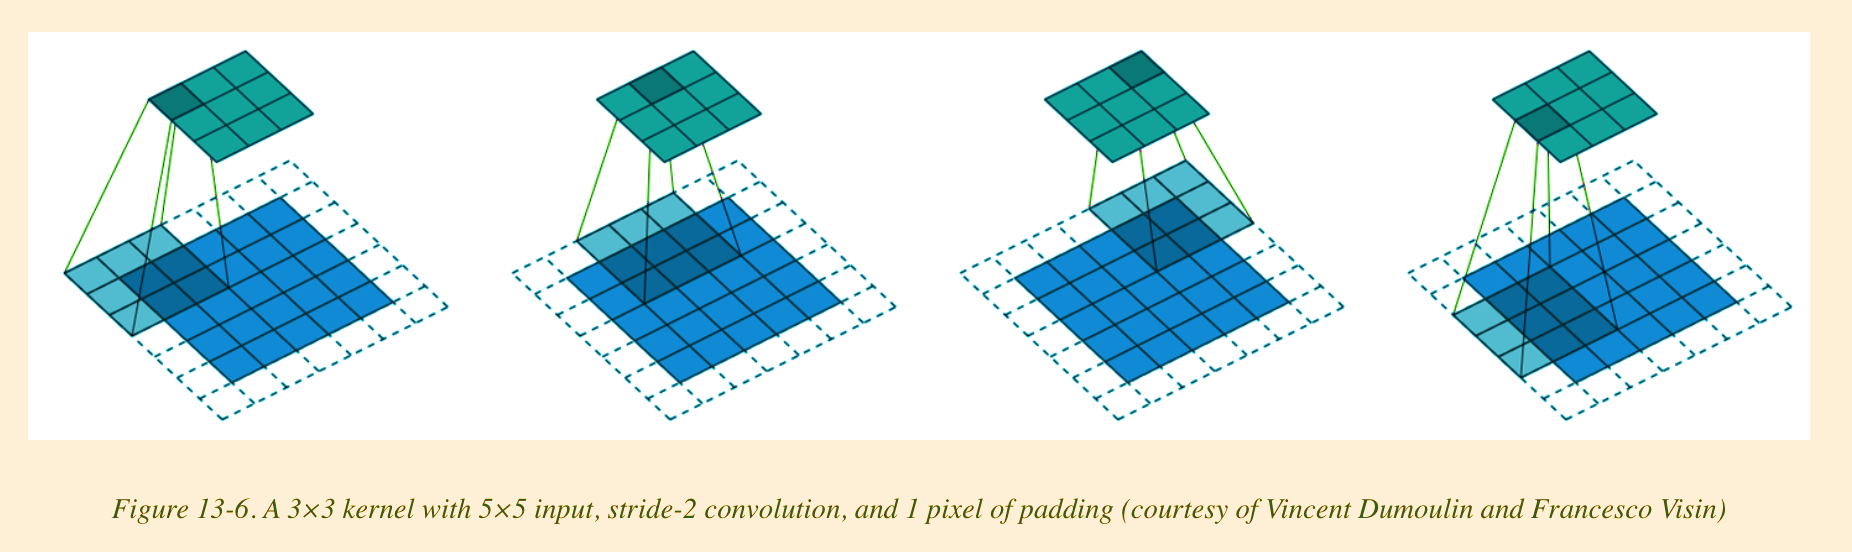 Figure 13-6. A 3×3 kernel with 5×5 input, stride-2 convolution, and 1 pixel of padding (courtesy of Vincent Dumoulin and Francesco Visin)